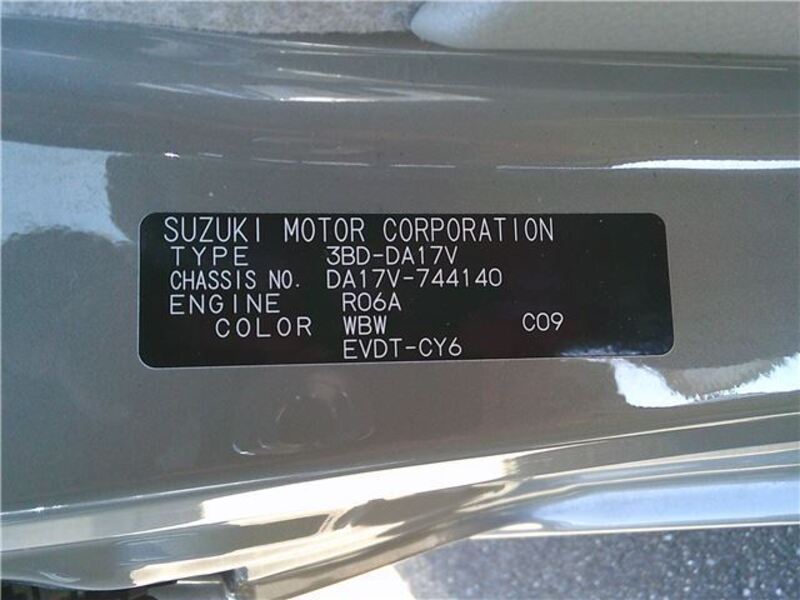 SUZUKI MOTOR CORPORATION
TYPE 3BD-DA17V
CHASSIS NO. DA17V-744140
ENGINE R06A
COLOR WBW C09
EVDT-CY6